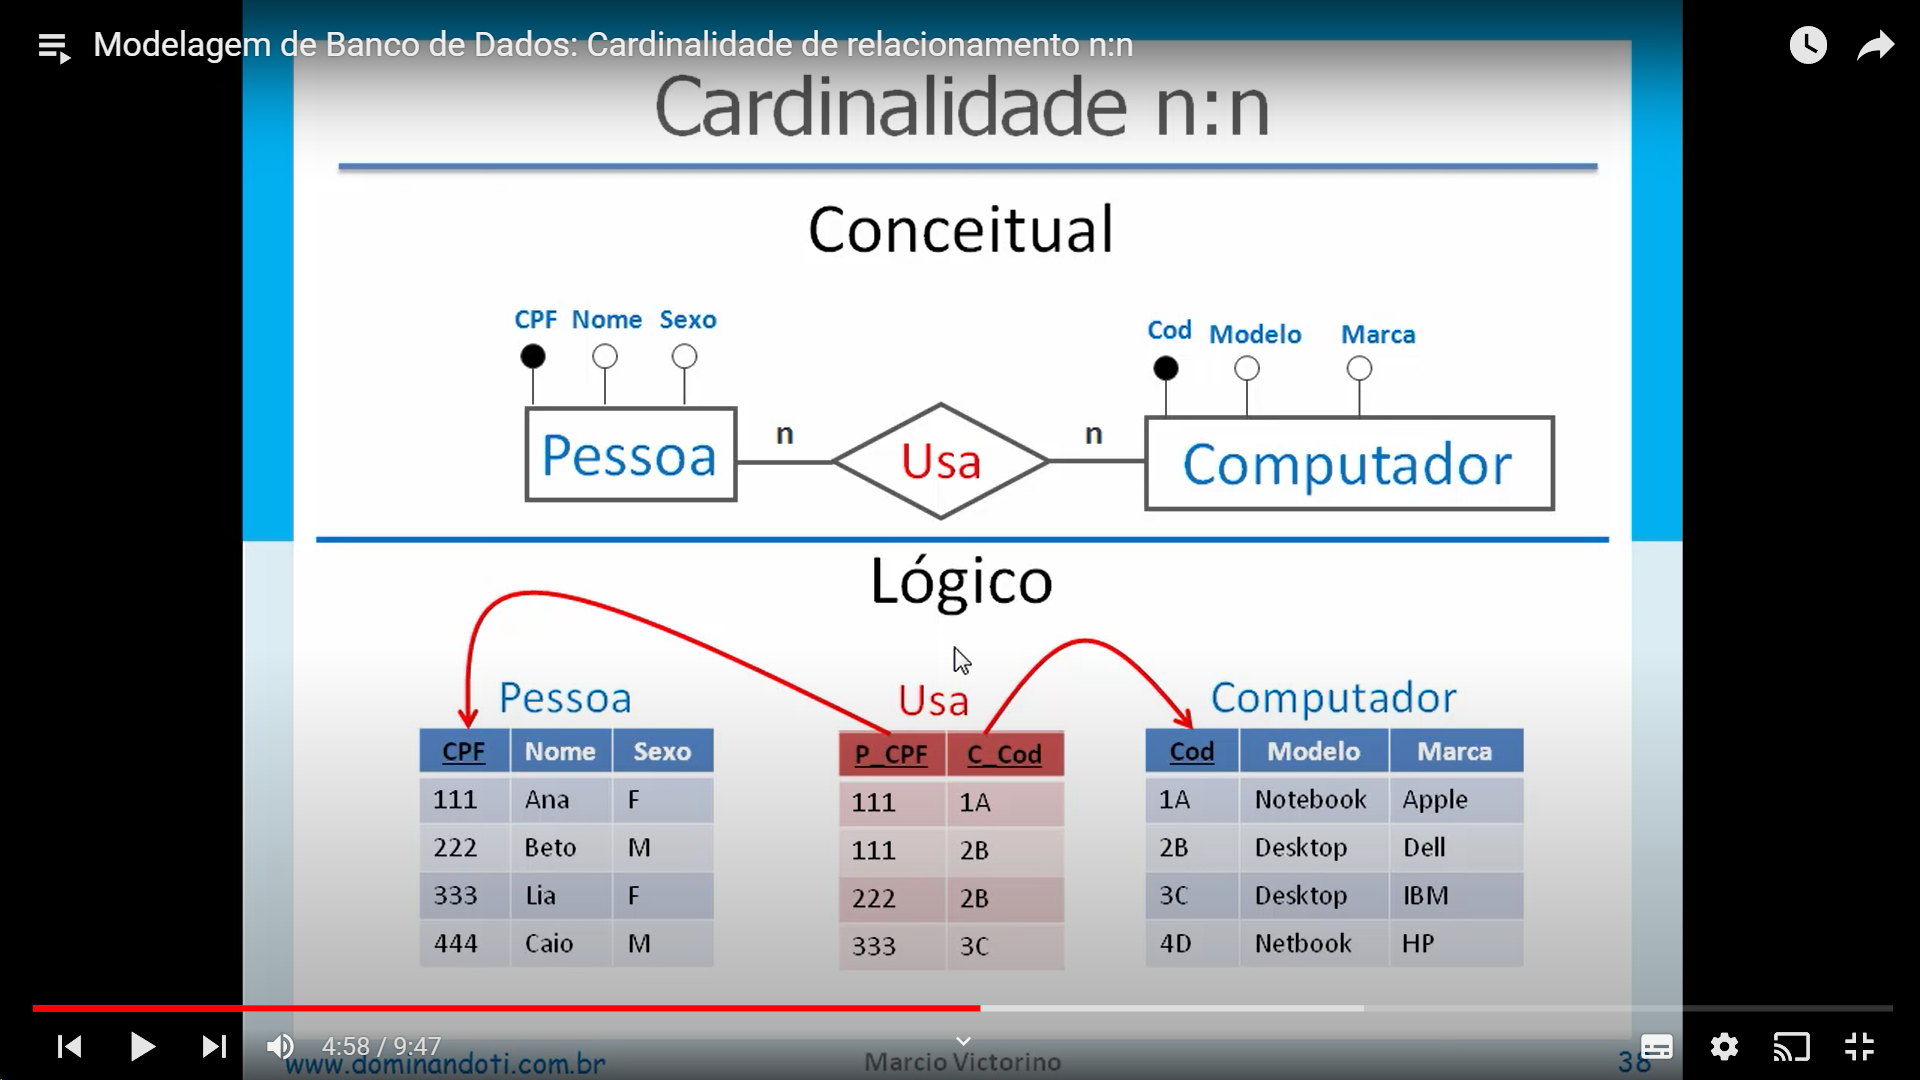 Modelagem de Banco de Dados: Cardinalidade de relacionamento n:n
Cardinalidade n:n
Conceitual
CPF Nome Sexo
Cod Modelo Marca
n n
Pessoa Usa Computador
Lógico
Pessoa Usa Computador
CPF Nome Sexo P_CPF C_Cod Cod Modelo Marca
111 Ana F 111 1A 1A Notebook Apple
222 Beto M 111 2B 2B Desktop Dell
333 Lia F 222 2B 3C Desktop IBM
444 Caio M 333 3C 4D Netbook HP
4:58 / 9:47
www.dominandoti.com.br Marcio Victorino 38